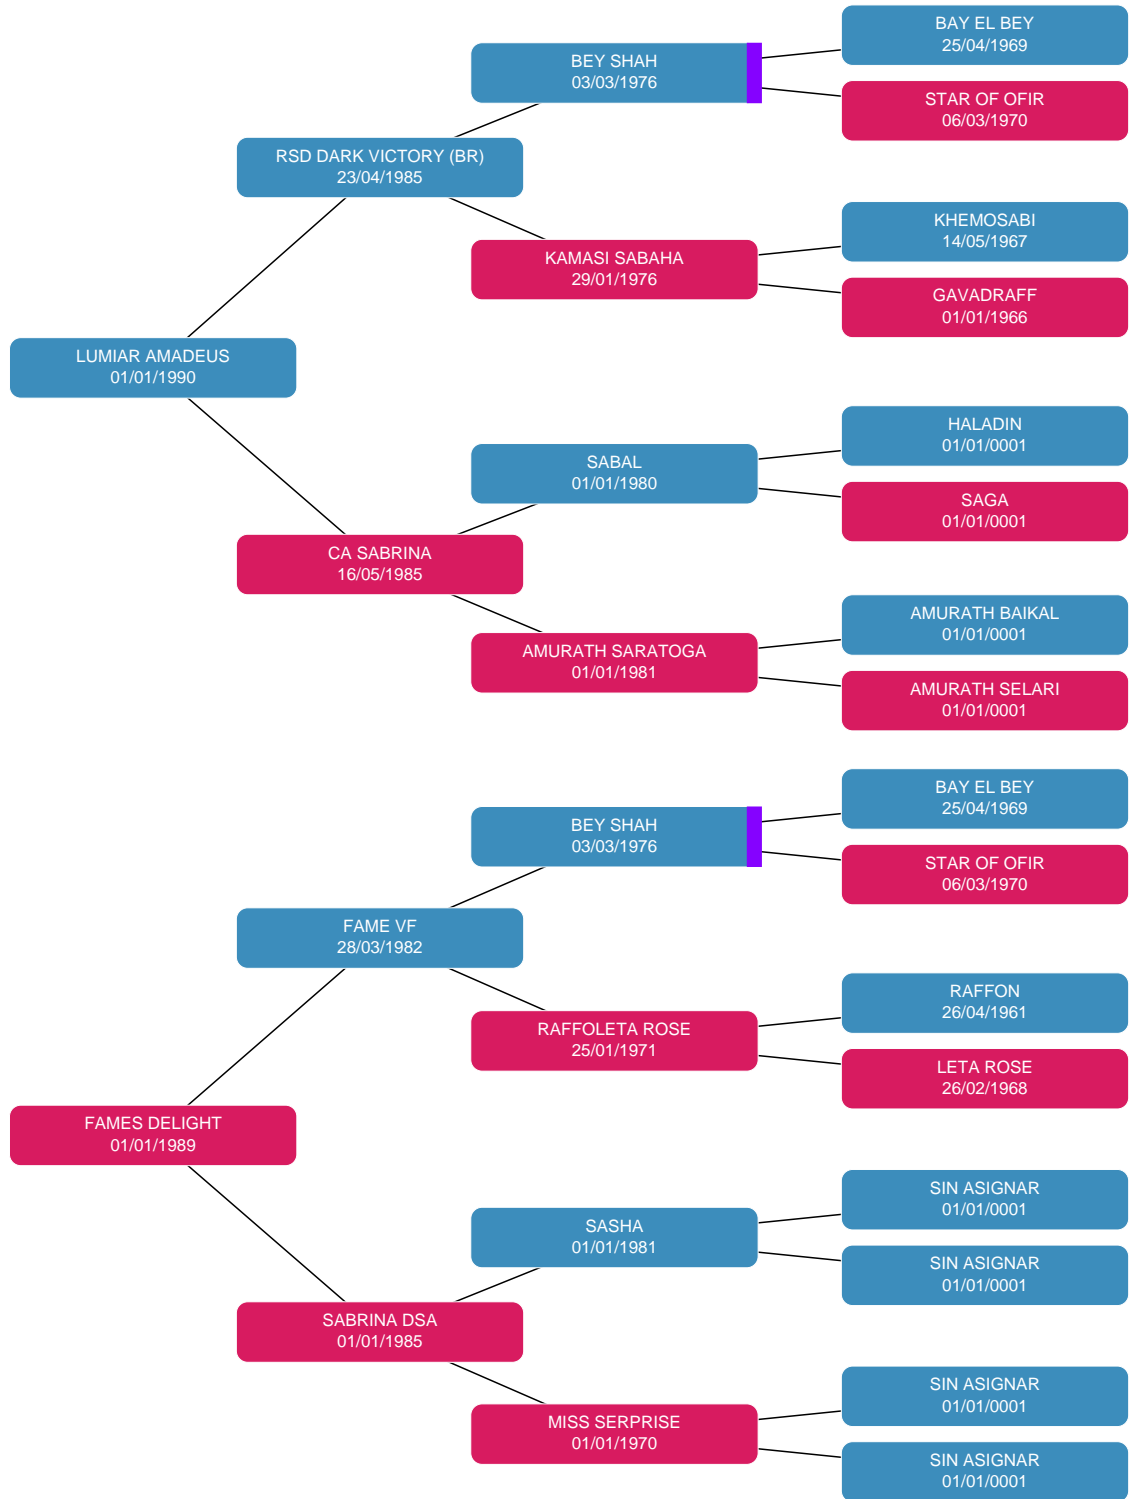 BAY EL BEY
25/04/1969
BEY SHAH
03/03/1976
STAR OF OFIR
06/03/1970
RSD DARK VICTORY (BR)
23/04/1985
KHEMOSABI
14/05/1967
KAMASI SABAHA
29/01/1976
GAVADRAFF
01/01/1966
LUMIAR AMADEUS
01/01/1990
HALADIN
01/01/0001
SABAL
01/01/1980
SAGA
01/01/0001
CA SABRINA
16/05/1985
AMURATH BAIKAL
01/01/0001
AMURATH SARATOGA
01/01/1981
AMURATH SELARI
01/01/0001
BAY EL BEY
25/04/1969
BEY SHAH
03/03/1976
STAR OF OFIR
06/03/1970
FAME VF
28/03/1982
RAFFON
26/04/1961
RAFFOLETA ROSE
25/01/1971
LETA ROSE
26/02/1968
FAMES DELIGHT
01/01/1989
SIN ASIGNAR
01/01/0001
SASHA
01/01/1981
SIN ASIGNAR
01/01/0001
SABRINA DSA
01/01/1985
SIN ASIGNAR
01/01/0001
MISS SERPRISE
01/01/1970
SIN ASIGNAR
01/01/0001